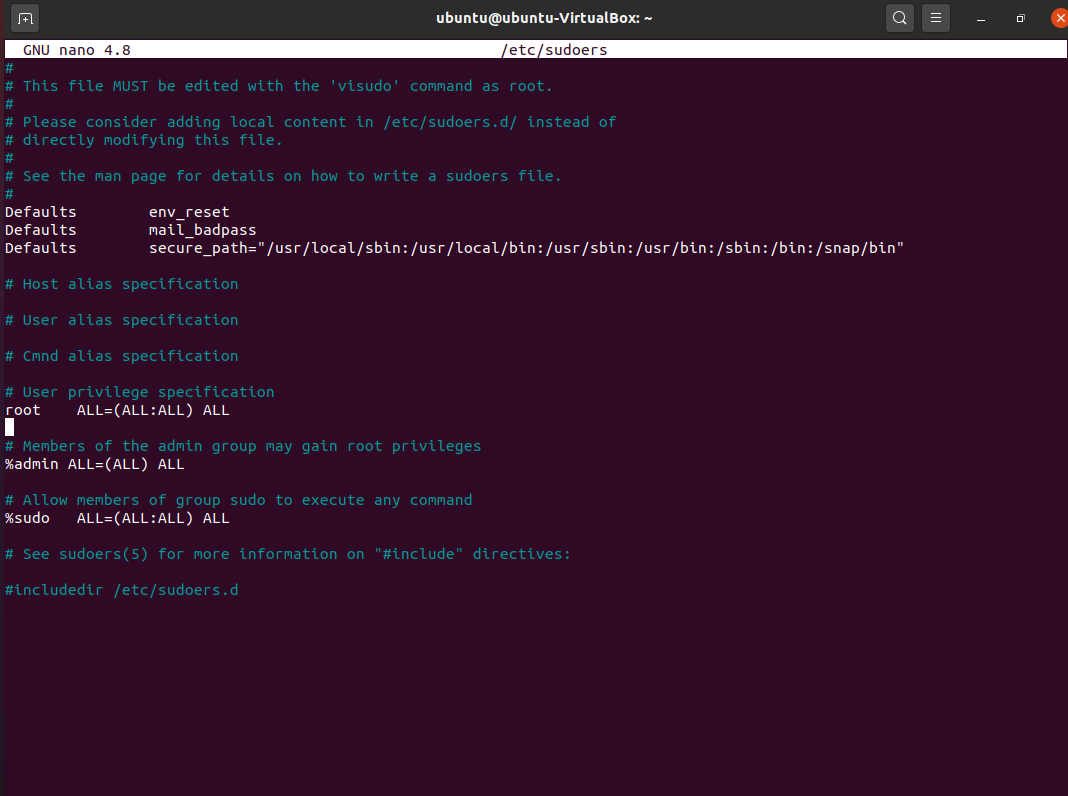 ubuntu@ubuntu-VirtualBox: ~
GNU nano 4.8 /etc/sudoers
#
# This file MUST be edited with the 'visudo' command as root.
#
# Please consider adding local content in /etc/sudoers.d/ instead of
# directly modifying this file.
#
# See the man page for details on how to write a sudoers file.
#
Defaults env_reset
Defaults mail_badpass
Defaults secure_path="/usr/local/sbin:/usr/local/bin:/usr/sbin:/usr/bin:/sbin:/bin:/snap/bin"
# Host alias specification
# User alias specification
# Cmnd alias specification
# User privilege specification
root ALL=(ALL:ALL) ALL
# Members of the admin group may gain root privileges
%admin ALL=(ALL) ALL
# Allow members of group sudo to execute any command
%sudo ALL=(ALL:ALL) ALL
# See sudoers(5) for more information on "#include" directives:
#includedir /etc/sudoers.d